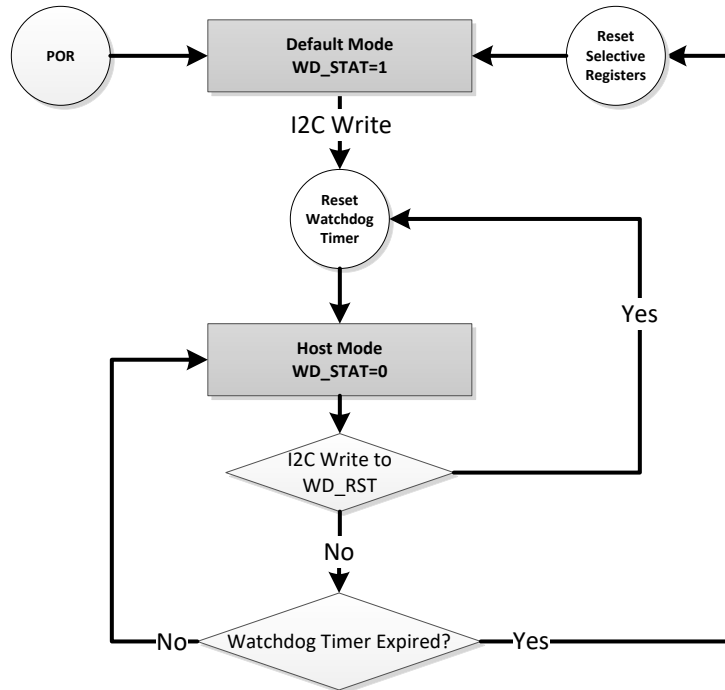 POR
Default Mode
WD_STAT=1
Reset
Selective
Registers
I2C Write
Reset
Watchdog
Timer
Yes
Host Mode
WD_STAT=0
I2C Write to
WD_RST
No
No
Watchdog Timer Expired?
Yes